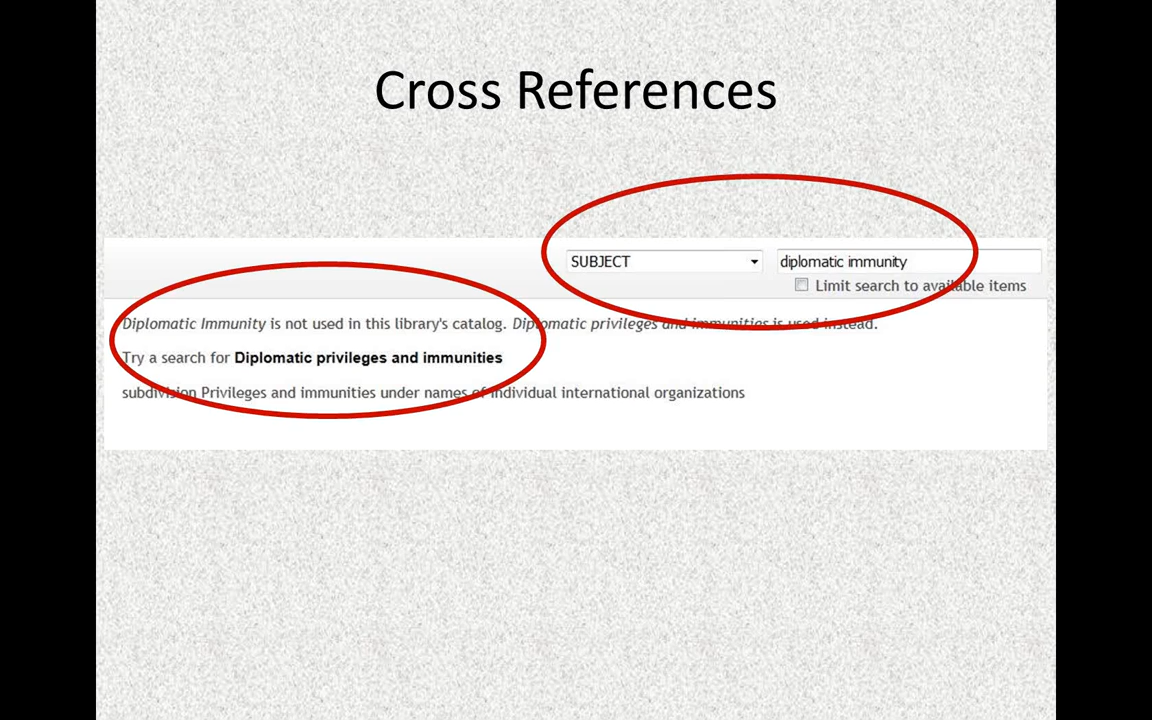 Cross References
SUBJECT diplomatic immunity
Limit search to available items
Diplomatic Immunity is not used in this library's catalog. Diplomatic privileges and immunities is used instead.
Try a search for Diplomatic privileges and immunities
subdivision Privileges and immunities under names of individual international organizations